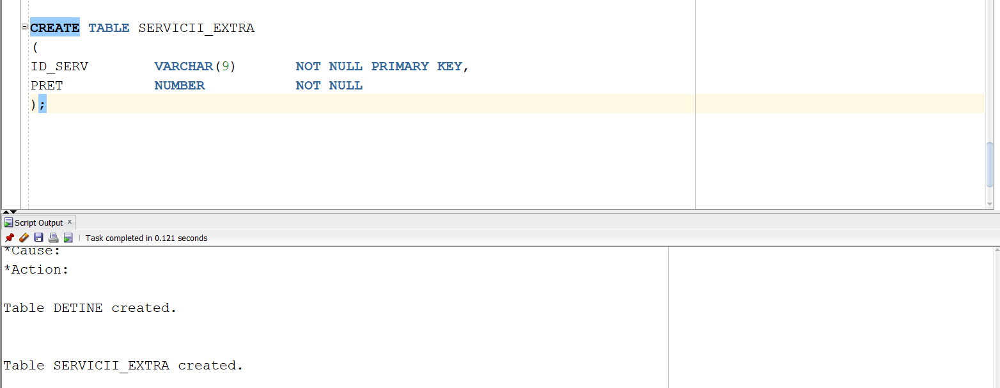 CREATE TABLE SERVICII_EXTRA
(
ID_SERV VARCHAR(9) NOT NULL PRIMARY KEY,
PRET NUMBER NOT NULL
);
Script Output ×
Task completed in 0.121 seconds
*Cause:
*Action:
Table DETINE created.
Table SERVICII_EXTRA created.